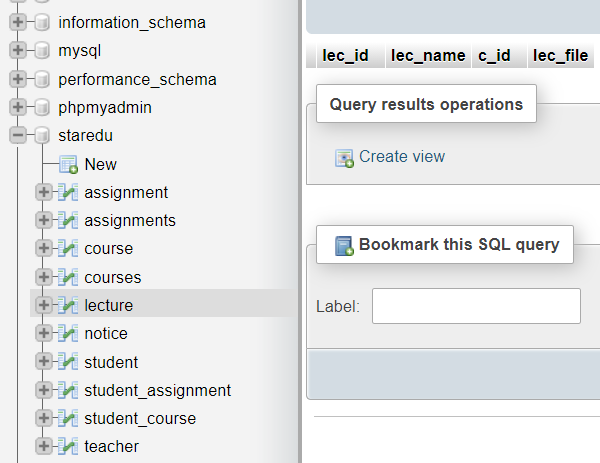 information_schema
mysql
performance_schema
phpmyadmin
staredu
New
assignment
assignments
course
courses
lecture
notice
student
student_assignment
student_course
teacher
lec_id lec_name c_id lec_file
Query results operations
Create view
Bookmark this SQL query
Label: